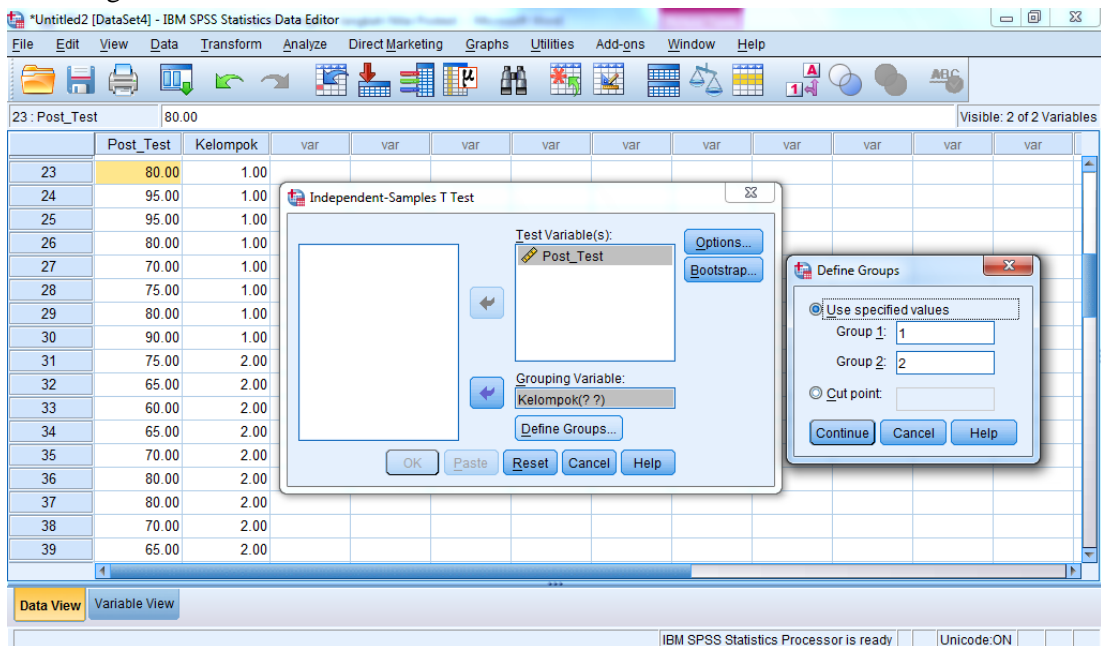 *Untitled2 [DataSet4] - IBM SPSS Statistics Data Editor
File Edit View Data Transform Analyze Direct Marketing Graphs Utilities Add-ons Window Help
23 : Post_Test 80.00 Visible: 2 of 2 Variables
Post_Test Kelompok var var var var var var var var var var
23 80.00 1.00
24 95.00 1.00
25 95.00 1.00
26 80.00 1.00
27 70.00 1.00
28 75.00 1.00
29 80.00 1.00
30 90.00 1.00
31 75.00 2.00
32 65.00 2.00
33 60.00 2.00
34 65.00 2.00
35 70.00 2.00
36 80.00 2.00
37 80.00 2.00
38 70.00 2.00
39 65.00 2.00
Independent-Samples T Test
Test Variable(s):
Post_Test
Options...
Bootstrap...
Grouping Variable:
Kelompok(? ?)
Define Groups...
OK Paste Reset Cancel Help
Define Groups
Use specified values
Group 1: 1
Group 2: 2
Cut point:
Continue Cancel Help
Data View Variable View
IBM SPSS Statistics Processor is ready Unicode:ON